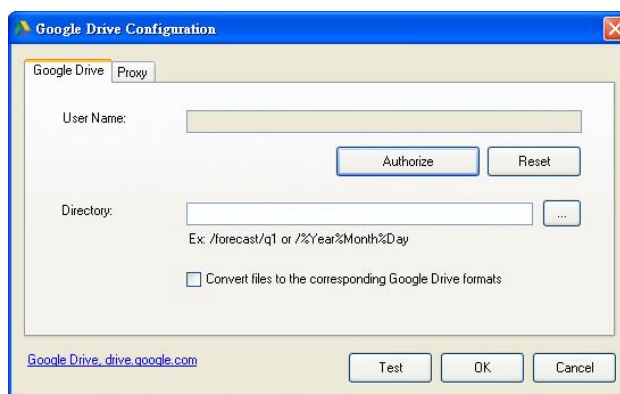 Google Drive Configuration
Google Drive Proxy
User Name:
Authorize Reset
Directory:
...
Ex: /forecast/q1 or /%Year%Month%Day
Convert files to the corresponding Google Drive formats
Google Drive, drive.google.com
Test OK Cancel